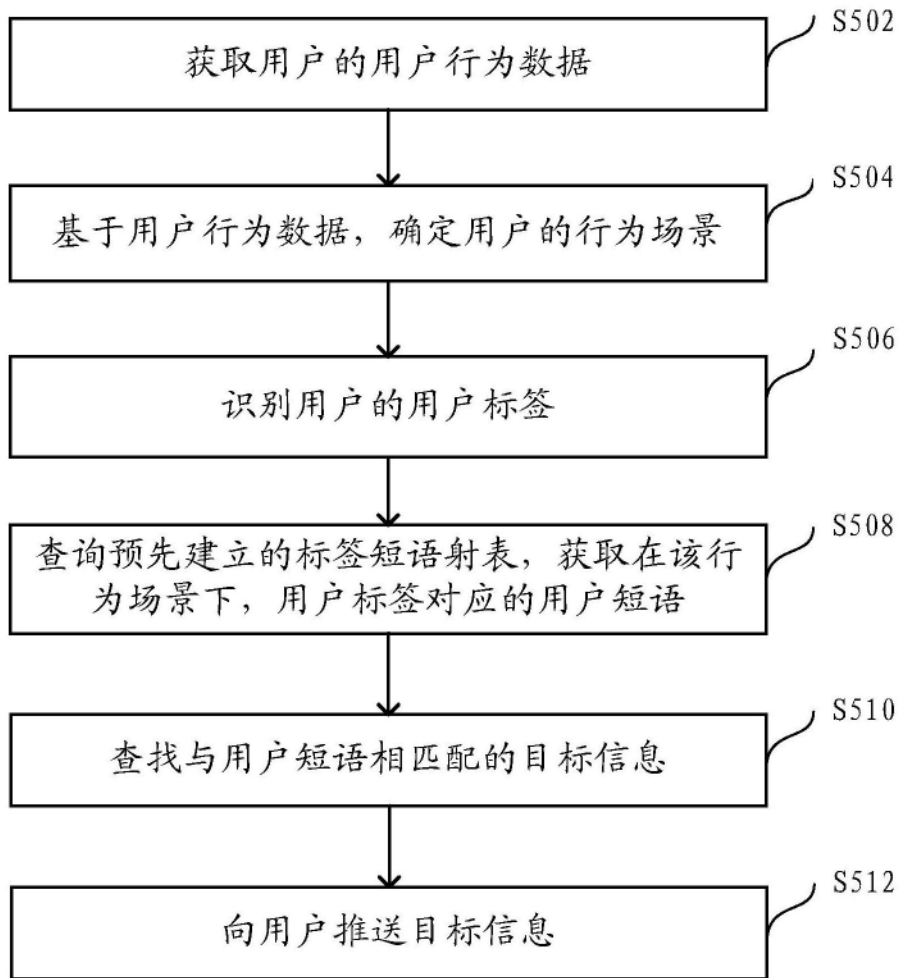 S502
获取用户的用户行为数据
S504
基于用户行为数据，确定用户的行为场景
S506
识别用户的用户标签
S508
查询预先建立的标签短语射表，获取在该行
为场景下，用户标签对应的用户短语
S510
查找与用户短语相匹配的目标信息
S512
向用户推送目标信息